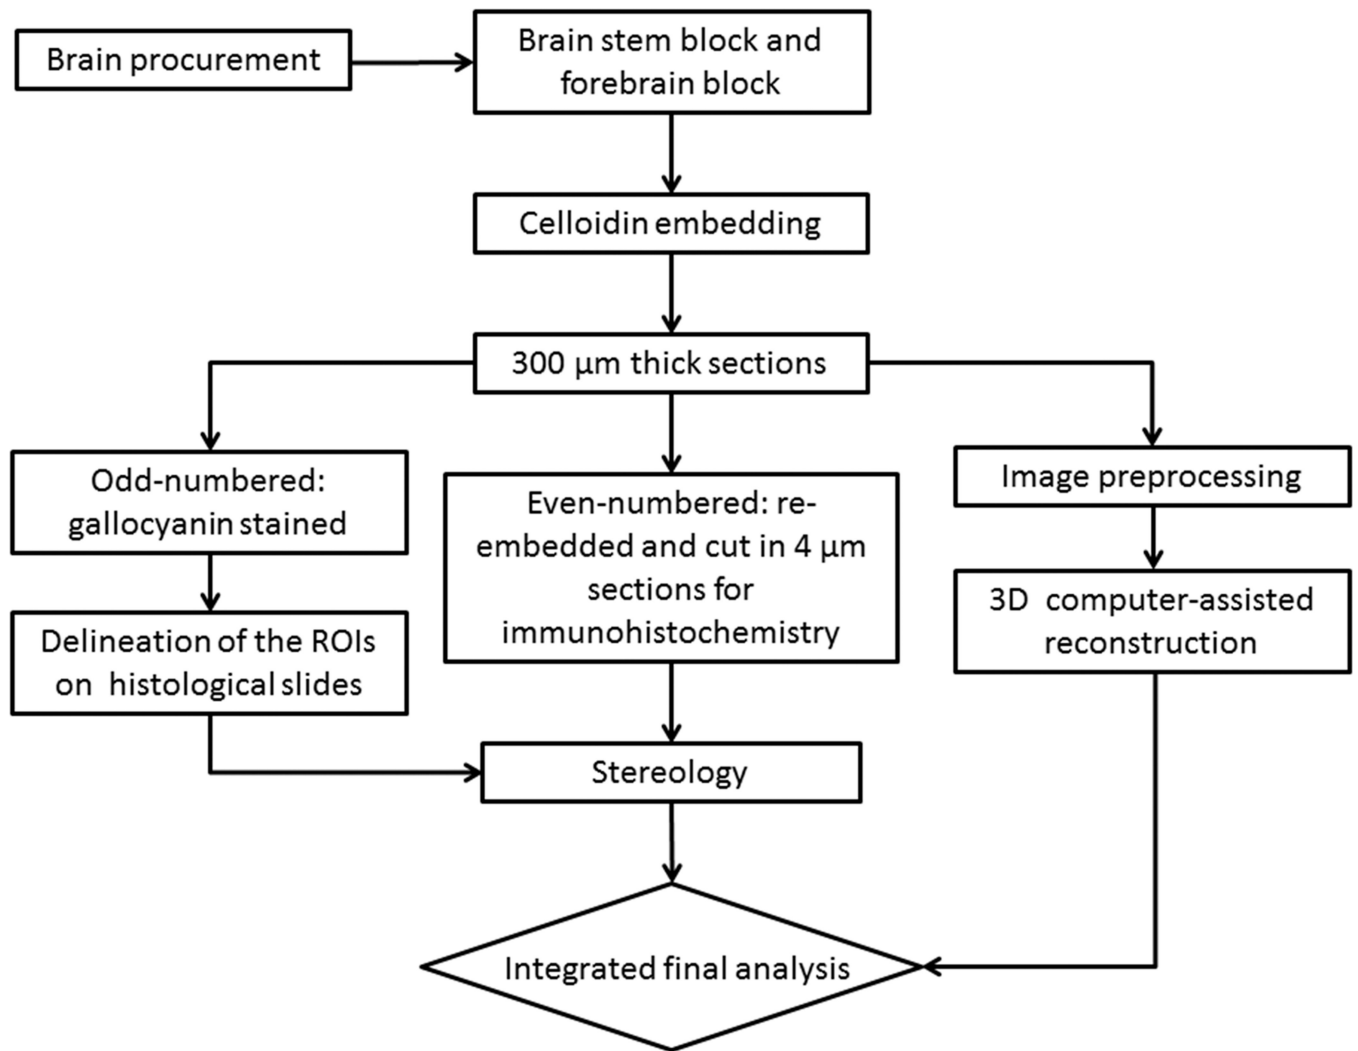 Brain procurement
Brain stem block and
forebrain block
Celloidin embedding
300 µm thick sections
Odd-numbered:
gallocyanin stained
Even-numbered: re-
embedded and cut in 4 µm
sections for
immunohistochemistry
Image preprocessing
Delineation of the ROIs
on histological slides
3D computer-assisted
reconstruction
Stereology
Integrated final analysis